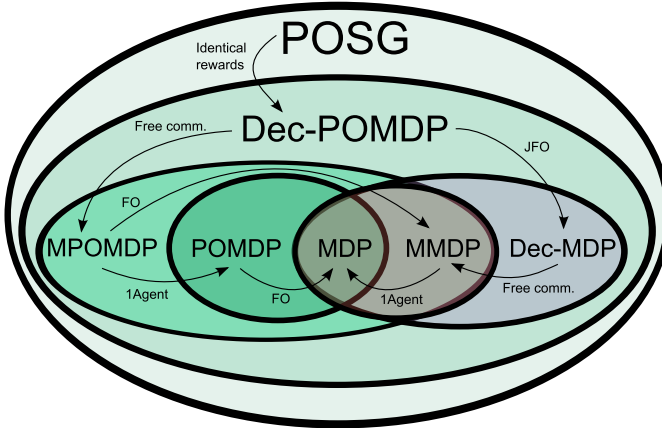 POSG
Identical
rewards
Free comm.
Dec-POMDP
JFO
FO
MPOMDP
POMDP
MDP
MMDP
Dec-MDP
1Agent
FO
1Agent
Free comm.